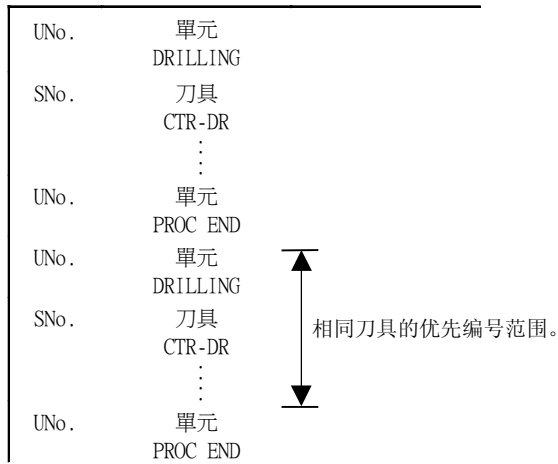 UNo. 單元
DRILLING
SNo. 刀具
CTR-DR
UNo. 單元
PROC END
UNo. 單元
DRILLING
SNo. 刀具
CTR-DR
相同刀具的优先编号范围。
UNo. 單元
PROC END